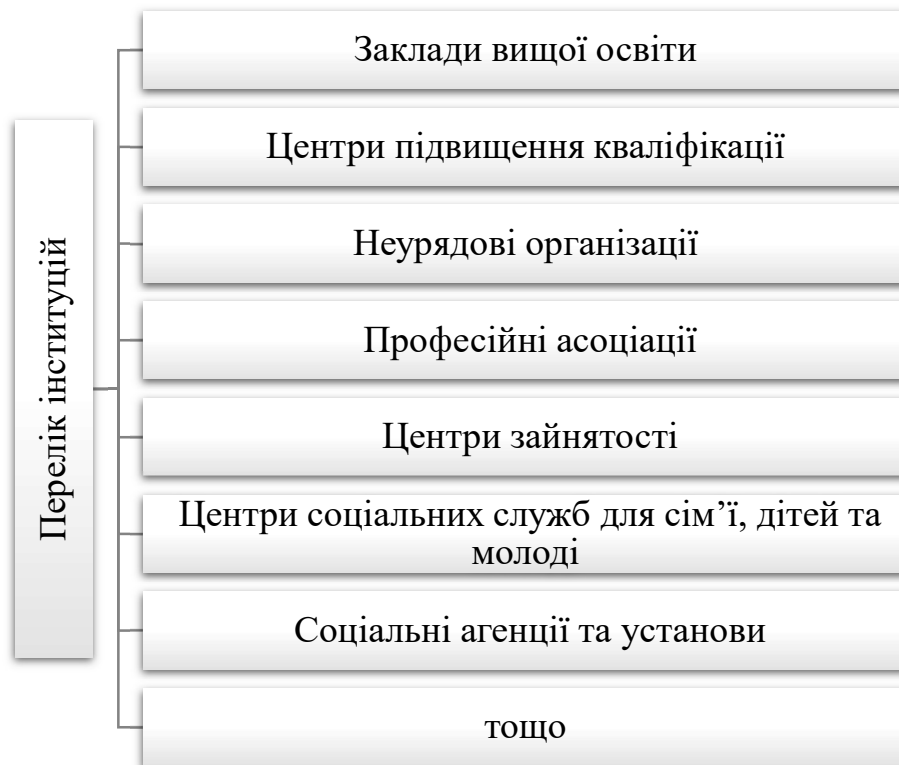 Перелік інституцій
Заклади вищої освіти
Центри підвищення кваліфікації
Неурядові організації
Професійні асоціації
Центри зайнятості
Центри соціальних служб для сім’ї, дітей та
молоді
Соціальні агенції та установи
тощо